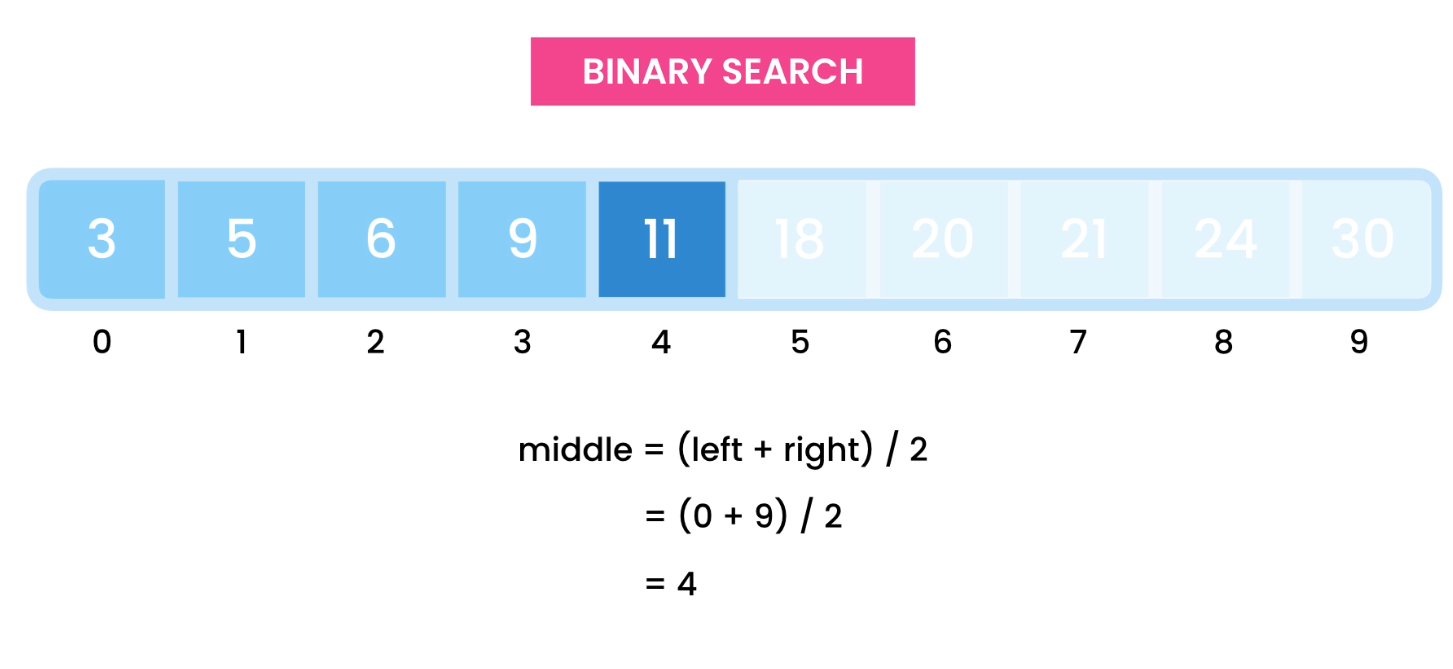 BINARY SEARCH
3 5 6 9 11 18 20 21 24 30
0 1 2 3 4 5 6 7 8 9
middle = (left + right) / 2
= (0 + 9) / 2
= 4